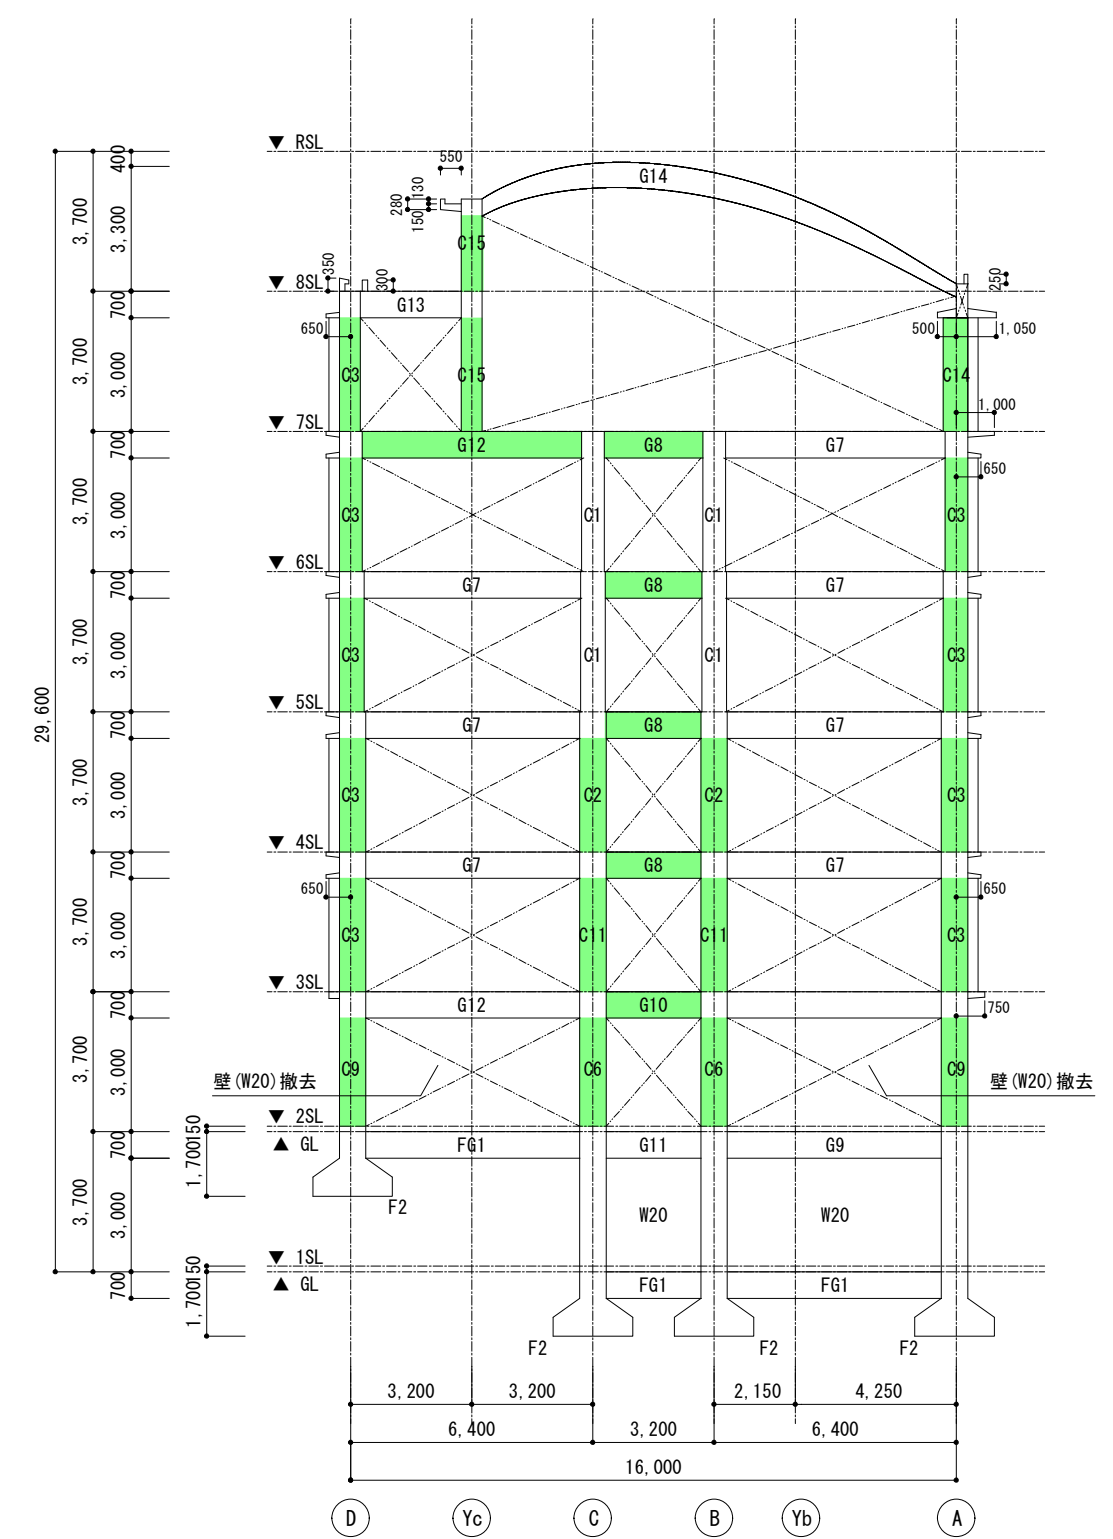 RSL
400
550
G14
130
280
150
3,700
3,300
C15
350
300
8SL
250
700
G13
650
500
1,050
3,700
3,000
C3
C15
C14
1,000
7SL
700
G12
G8
G7
650
3,700
3,000
C3
C1
C1
C3
6SL
700
G7
G8
G7
3,700
3,000
C3
C1
C1
C3
29,600
5SL
700
G7
G8
G7
3,700
3,000
C3
C2
C2
C3
4SL
700
G7
G8
G7
650
650
3,700
3,000
C3
C11
C11
C3
3SL
700
G12
G10
750
3,700
3,000
C9
C6
C6
C9
壁(W20)撤去
壁(W20)撤去
2SL
150
GL
700
FG1
G11
G9
1,700
F2
3,700
3,000
W20
W20
1SL
150
GL
700
FG1
FG1
1,700
F2
F2
F2
3,200
3,200
2,150
4,250
6,400
3,200
6,400
16,000
D
Yc
C
B
Yb
A